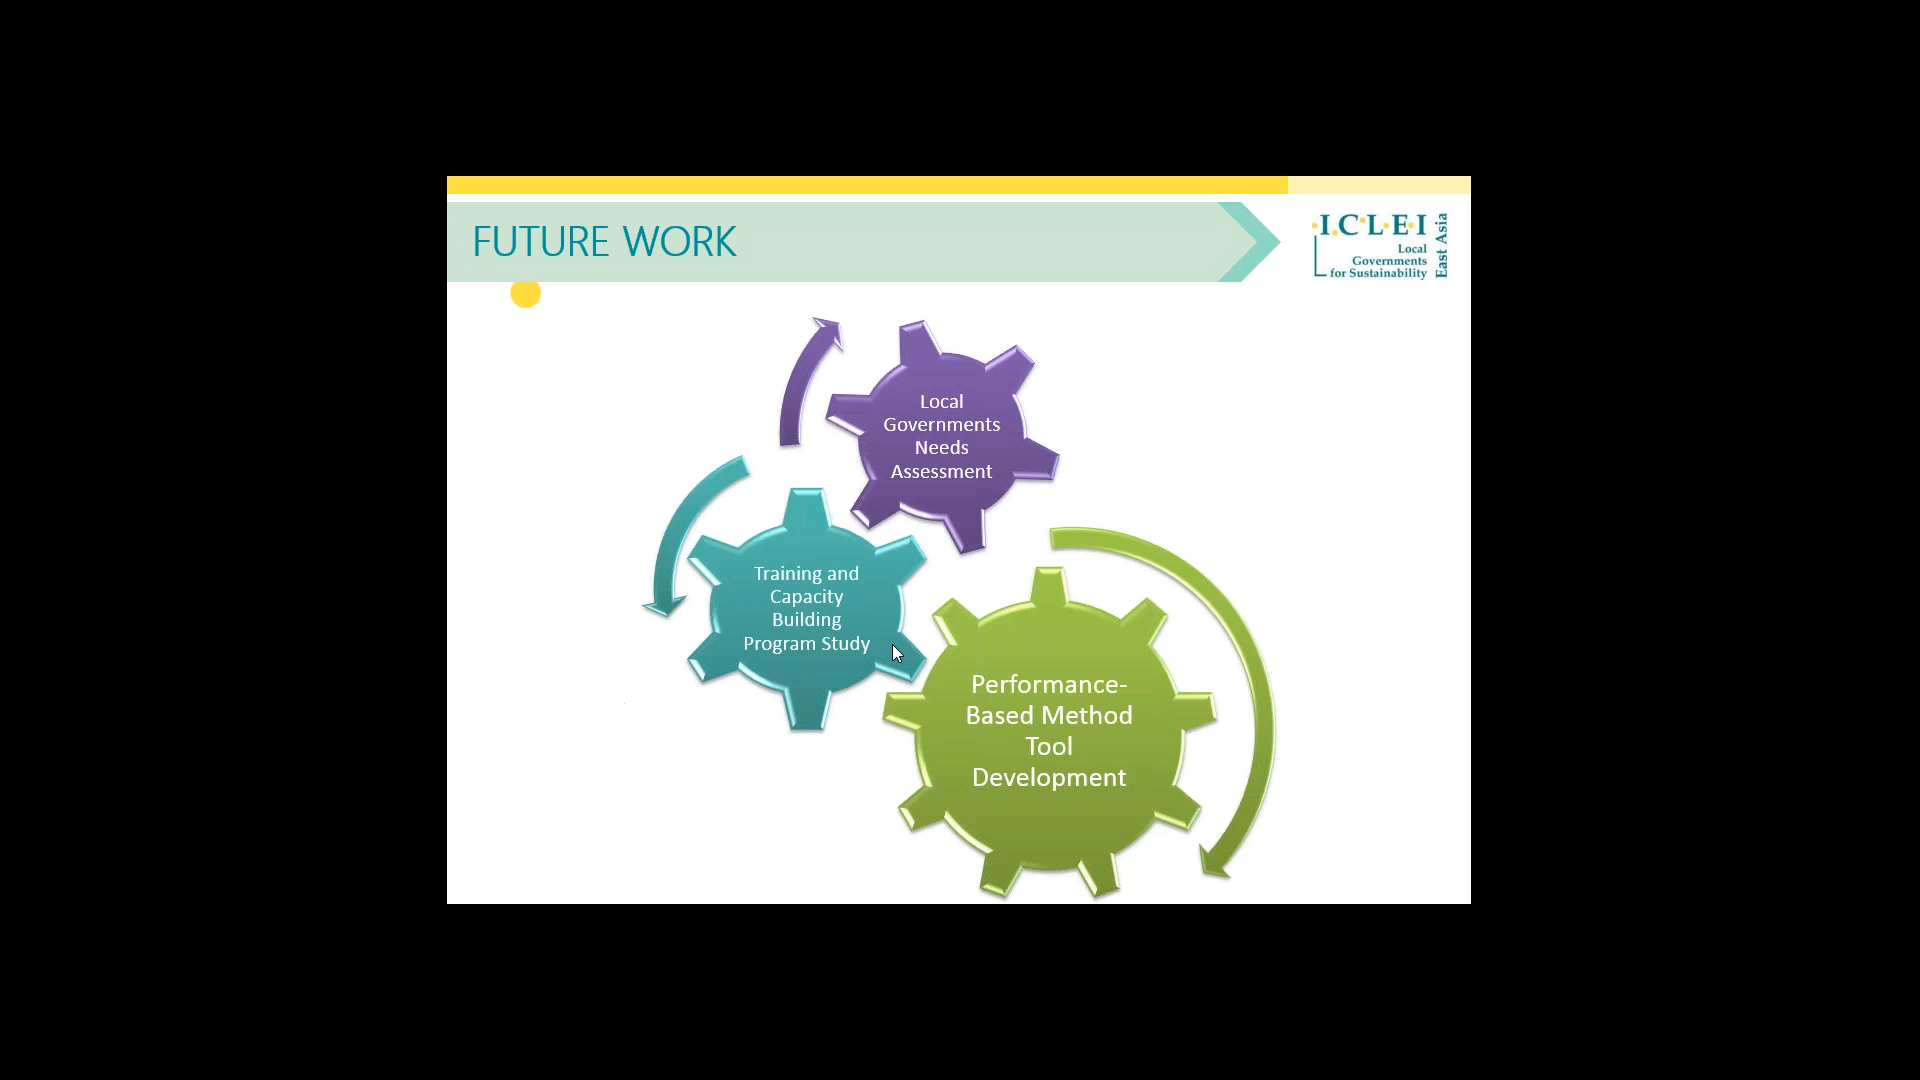 FUTURE WORK
I.C.L.E.I
Local
Governments
for Sustainability
East Asia
Local
Governments
Needs
Assessment
Training and
Capacity
Building
Program Study
Performance-
Based Method
Tool
Development